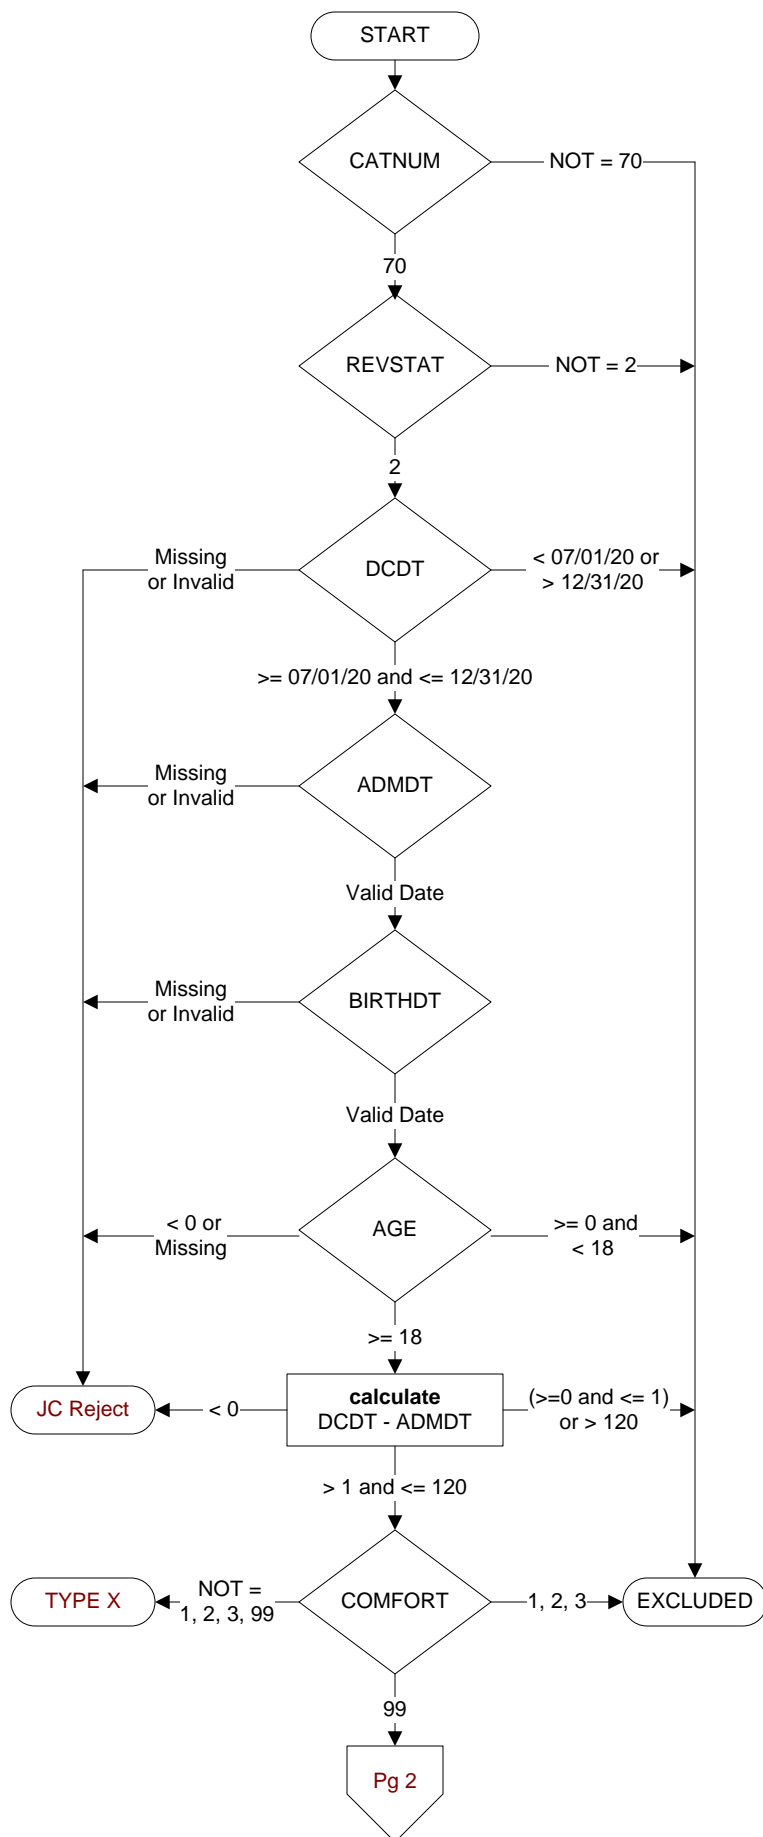 START
CATNUM
NOT = 70
70
REVSTAT
NOT = 2
2
Missing
or Invalid
DCDT
< 07/01/20 or
> 12/31/20
>= 07/01/20 and <= 12/31/20
Missing
or Invalid
ADMDT
Valid Date
Missing
or Invalid
BIRTHDT
Valid Date
< 0 or
Missing
AGE
>= 0 and
< 18
>= 18
JC Reject
< 0
calculate
DCDT - ADMDT
(>=0 and <= 1)
or > 120
> 1 and <= 120
TYPE X
NOT =
1, 2, 3, 99
COMFORT
1, 2, 3
EXCLUDED
99
Pg 2